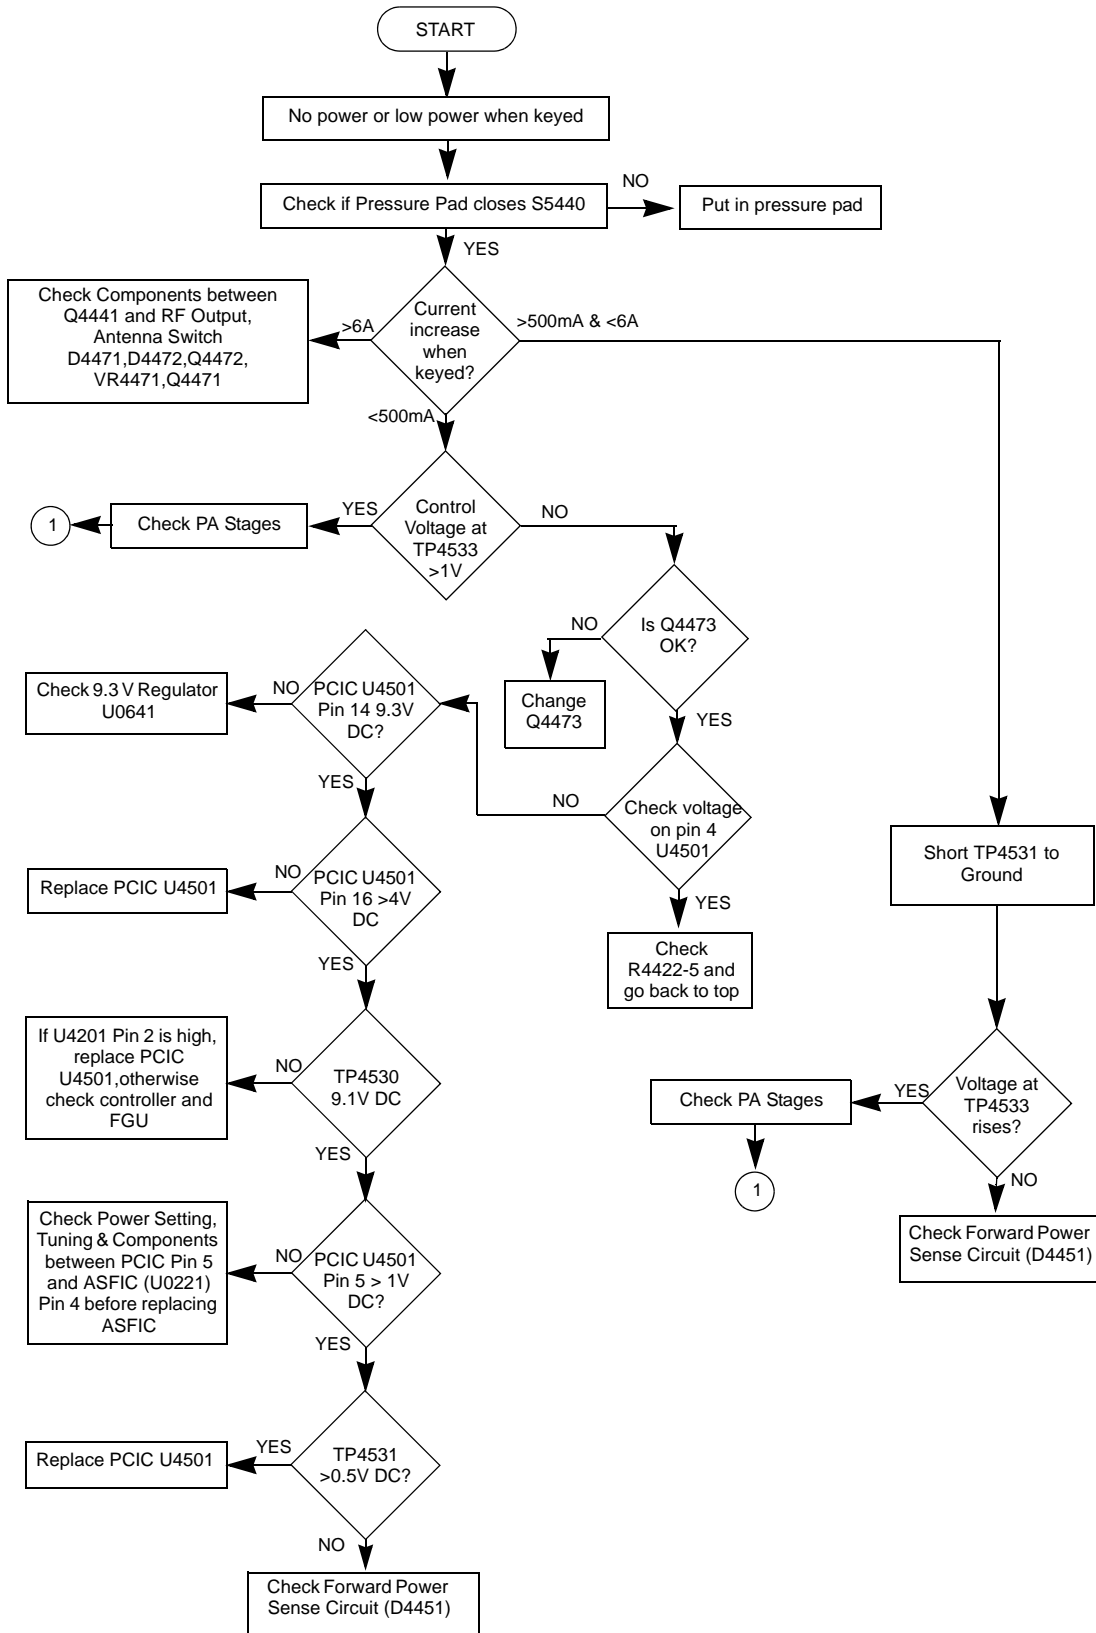 START
No power or low power when keyed
Check if Pressure Pad closes S5440
NO
Put in pressure pad
YES
Check Components between
Q4441 and RF Output,
Antenna Switch
D4471,D4472,Q4472,
VR4471,Q4471
>6A
Current
increase
when
keyed?
>500mA & <6A
<500mA
1
Check PA Stages
YES
Control
Voltage at
TP4533
>1V
NO
NO
Is Q4473
OK?
Change
Q4473
YES
Check 9.3 V Regulator
U0641
NO
PCIC U4501
Pin 14 9.3V
DC?
YES
NO
Check voltage
on pin 4
U4501
YES
Check
R4422-5 and
go back to top
Short TP4531 to
Ground
Replace PCIC U4501
NO
PCIC U4501
Pin 16 >4V
DC
YES
If U4201 Pin 2 is high,
replace PCIC
U4501,otherwise
check controller and
FGU
NO
TP4530
9.1V DC
YES
Check PA Stages
YES
Voltage at
TP4533
rises?
1
NO
Check Forward Power
Sense Circuit (D4451)
Check Power Setting,
Tuning & Components
between PCIC Pin 5
and ASFIC (U0221)
Pin 4 before replacing
ASFIC
NO
PCIC U4501
Pin 5 > 1V
DC?
YES
Replace PCIC U4501
YES
TP4531
>0.5V DC?
NO
Check Forward Power
Sense Circuit (D4451)